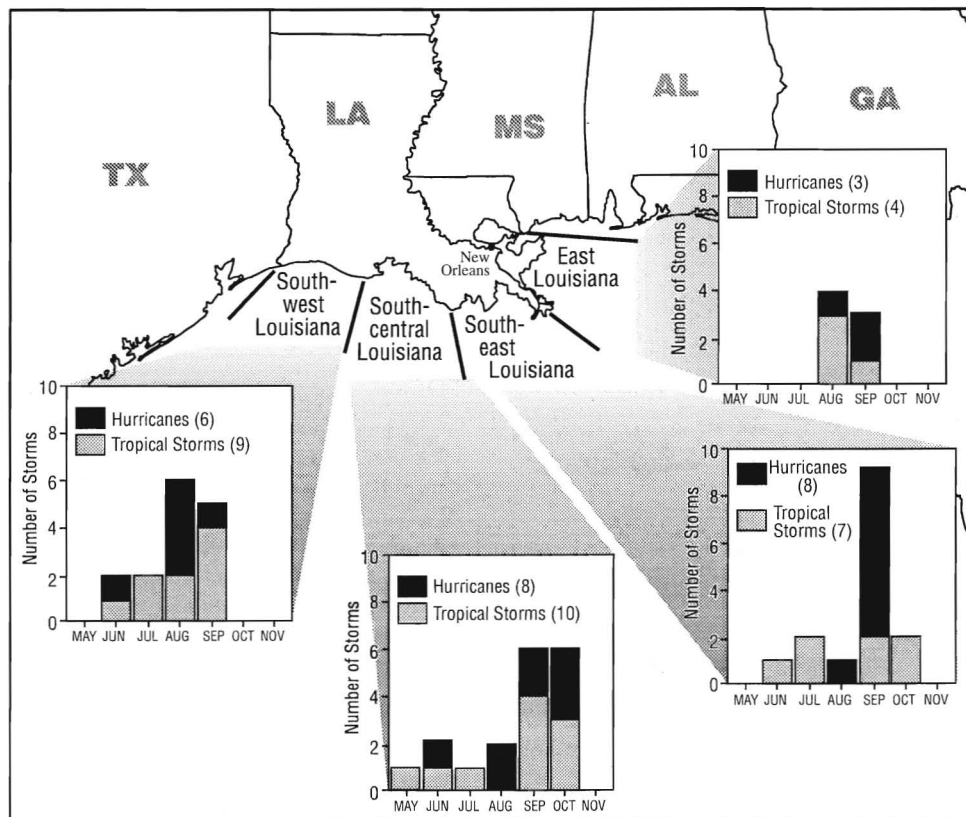 TX
LA
MS
AL
GA
New
Orleans
South-
west
Louisiana
South-
central
Louisiana
South-
east
Louisiana
East
Louisiana
10
8
6
4
2
0
Number of Storms
Hurricanes (3)
Tropical Storms (4)
MAY JUN JUL AUG SEP OCT NOV
10
8
6
4
2
0
Number of Storms
Hurricanes (6)
Tropical Storms (9)
MAY JUN JUL AUG SEP OCT NOV
10
8
6
4
2
0
Number of Storms
Hurricanes (8)
Tropical Storms (10)
MAY JUN JUL AUG SEP OCT NOV
10
8
6
4
2
0
Number of Storms
Hurricanes
(8)
Tropical
Storms (7)
MAY JUN JUL AUG SEP OCT NOV